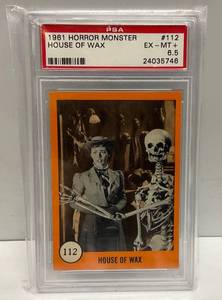 PSA
1961 HORROR MONSTER #112
HOUSE OF WAX EX - MT +
6.5
24035746
112
HOUSE OF WAX